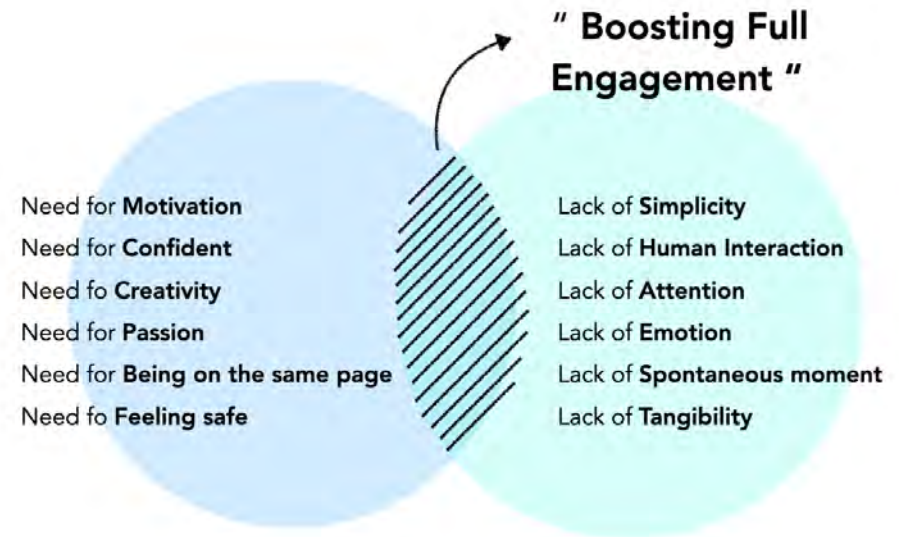 " Boosting Full
Engagement "
Need for Motivation
Need for Confident
Need fo Creativity
Need for Passion
Need for Being on the same page
Need fo Feeling safe
Lack of Simplicity
Lack of Human Interaction
Lack of Attention
Lack of Emotion
Lack of Spontaneous moment
Lack of Tangibility